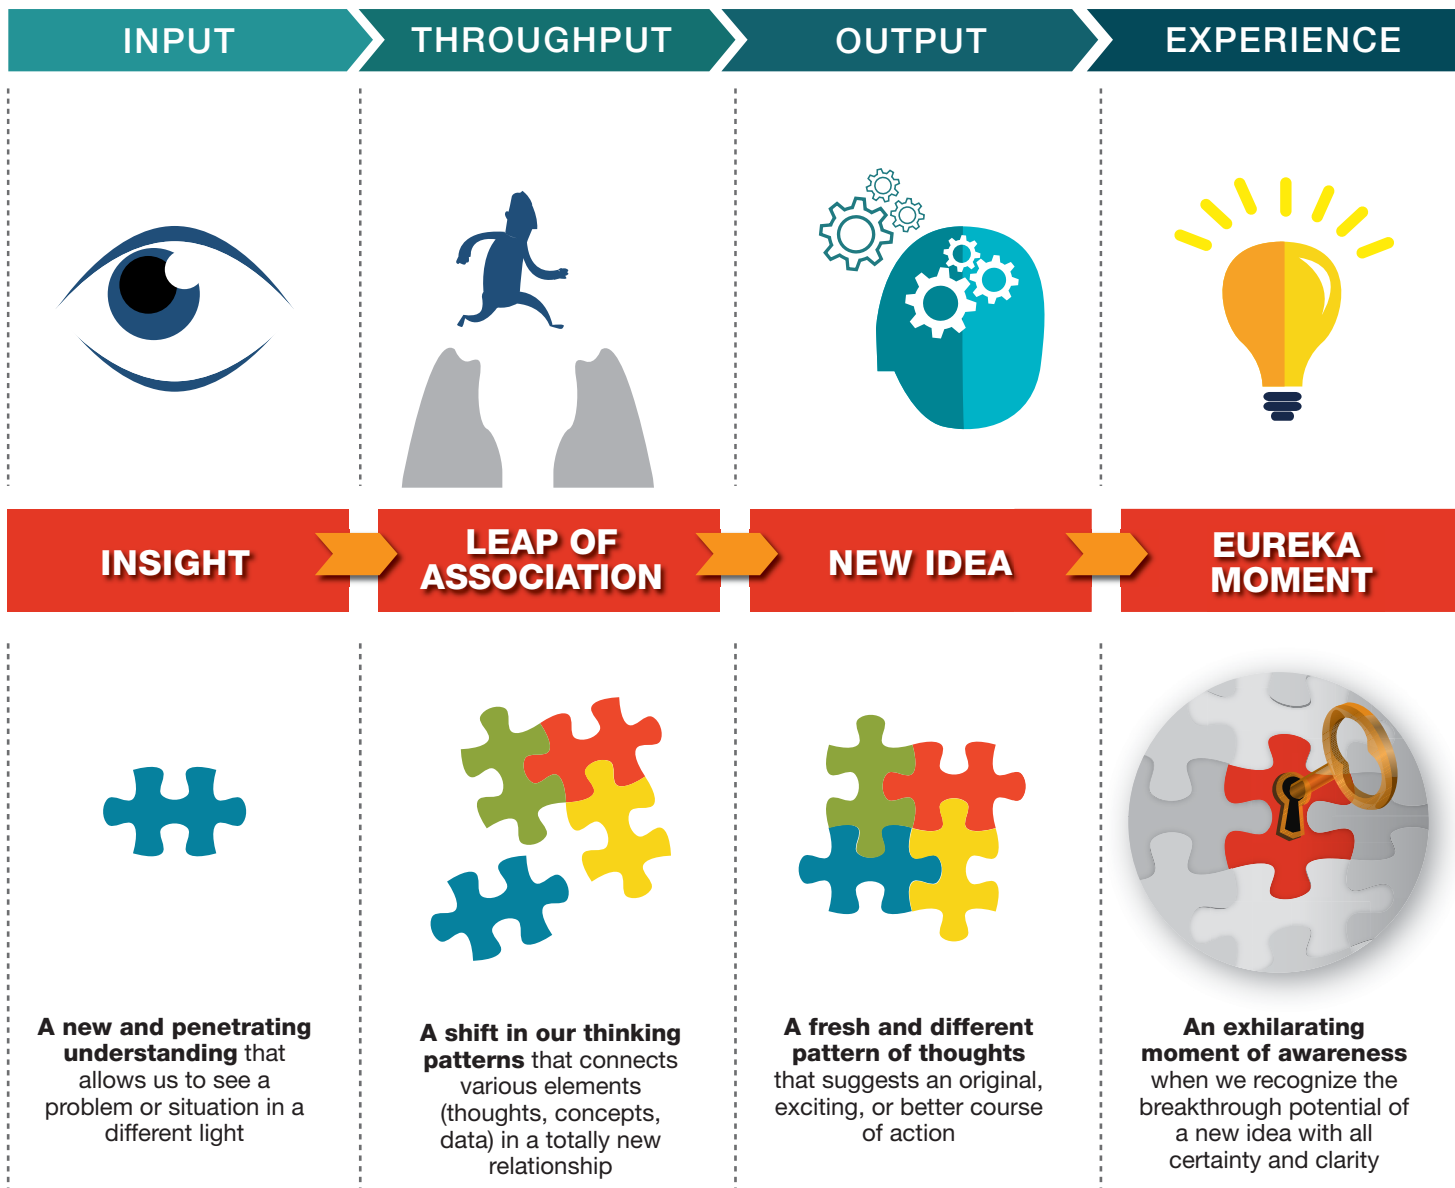 INPUT
THROUGHPUT
OUTPUT
EXPERIENCE
INSIGHT
LEAP OF
ASSOCIATION
NEW IDEA
EUREKA
MOMENT
A new and penetrating
understanding that
allows us to see a
problem or situation in a
different light
A shift in our thinking
patterns that connects
various elements
(thoughts, concepts,
data) in a totally new
relationship
A fresh and different
pattern of thoughts
that suggests an original,
exciting, or better course
of action
An exhilarating
moment of awareness
when we recognize the
breakthrough potential of
a new idea with all
certainty and clarity